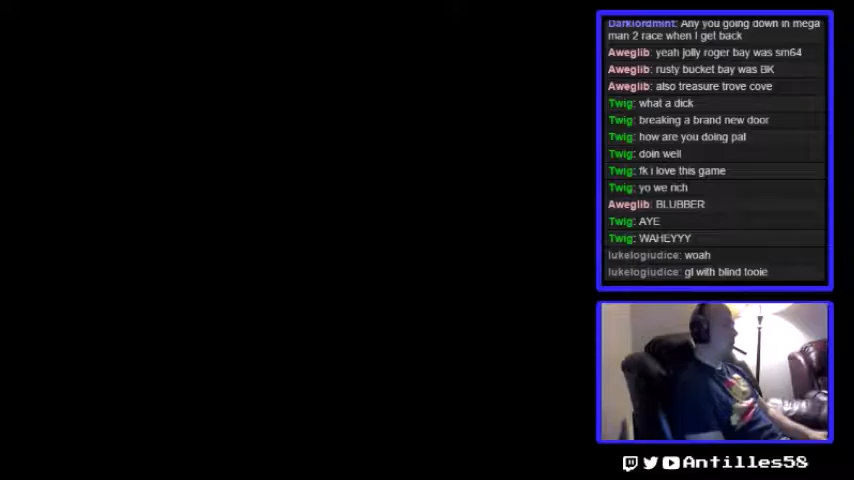 Darklordmint: Any you going down in mega
man 2 race when I get back
Aweglib: yeah jolly roger bay was sm64
Aweglib: rusty bucket bay was BK
Aweglib: also treasure trove cove
Twig: what a dick
Twig: breaking a brand new door
Twig: how are you doing pal
Twig: doin well
Twig: fk i love this game
Twig: yo we rich
Aweglib: BLUBBER
Twig: AYE
Twig: WAHEYYY
lukelogiudice: woah
lukelogiudice: gl with blind tooie
Antilles58